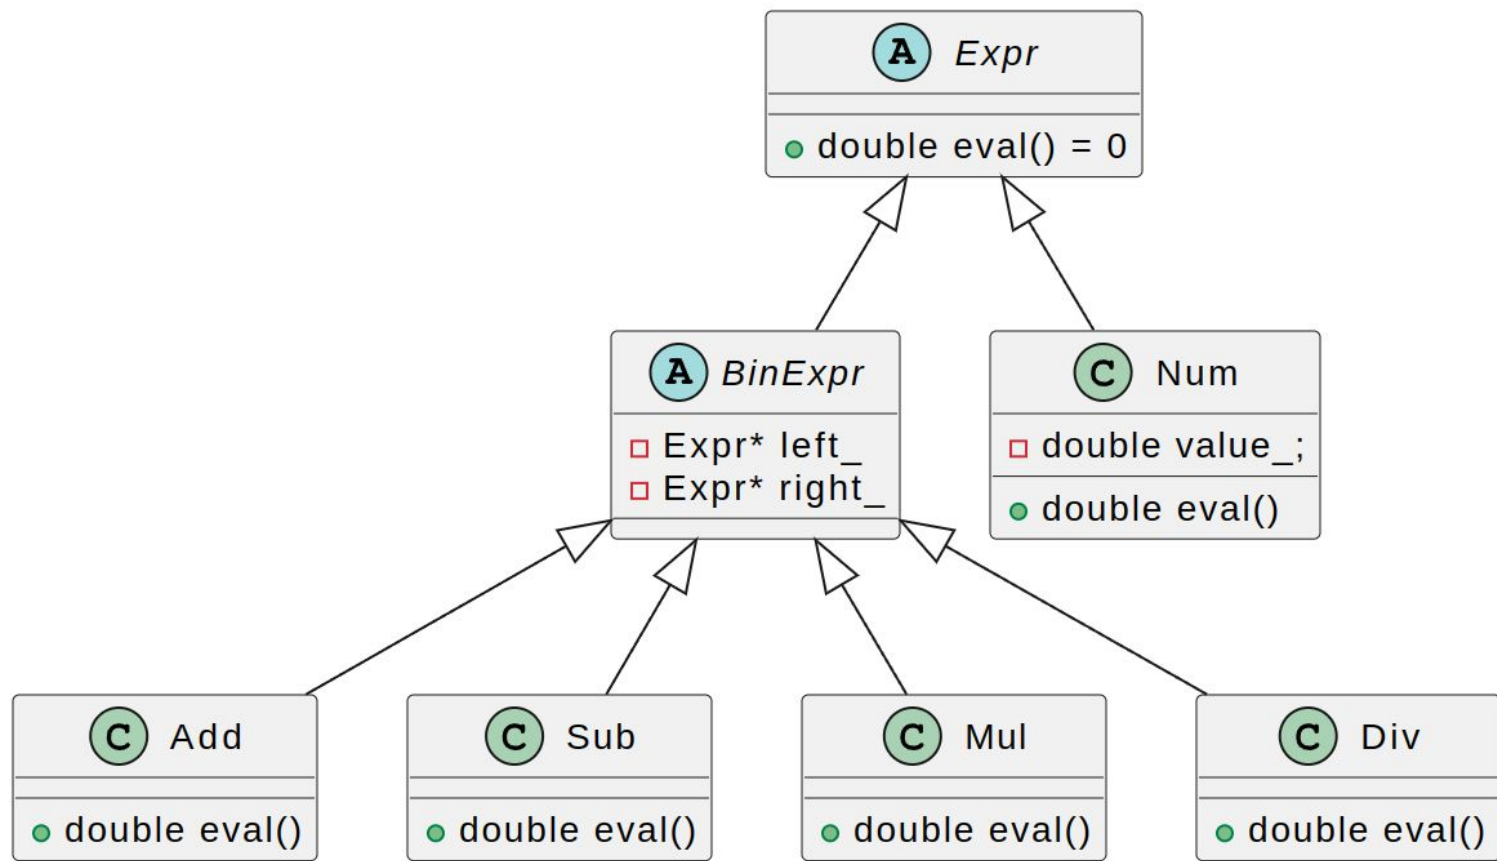 A Expr
double eval() = 0
A BinExpr
Expr* left_
Expr* right_
C Num
double value_;
double eval()
C Add
double eval()
C Sub
double eval()
C Mul
double eval()
C Div
double eval()